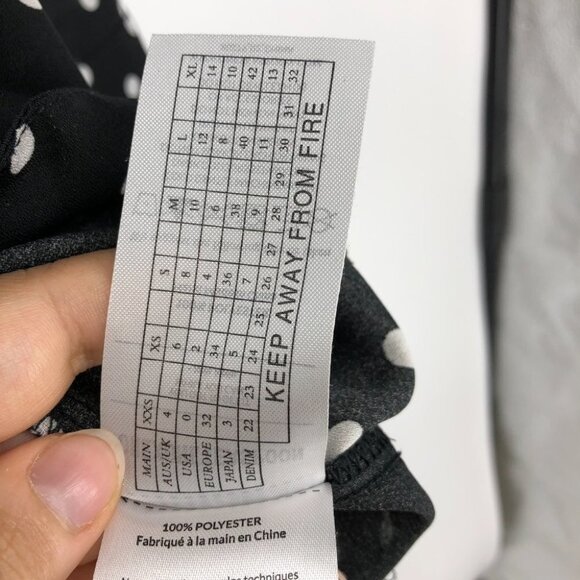 MAIN XXS XS S M L XL
AUS/UK 4 6 8 10 12 14
USA 0 2 4 6 8 10
EUROPE 32 34 36 38 40 42
JAPAN 3 5 7 9 11 13
DENIM 22 23 24 25 26 27 28 29 30 31 32
KEEP AWAY FROM FIRE
100% POLYESTER
Fabriqué à la main en Chine
techniques